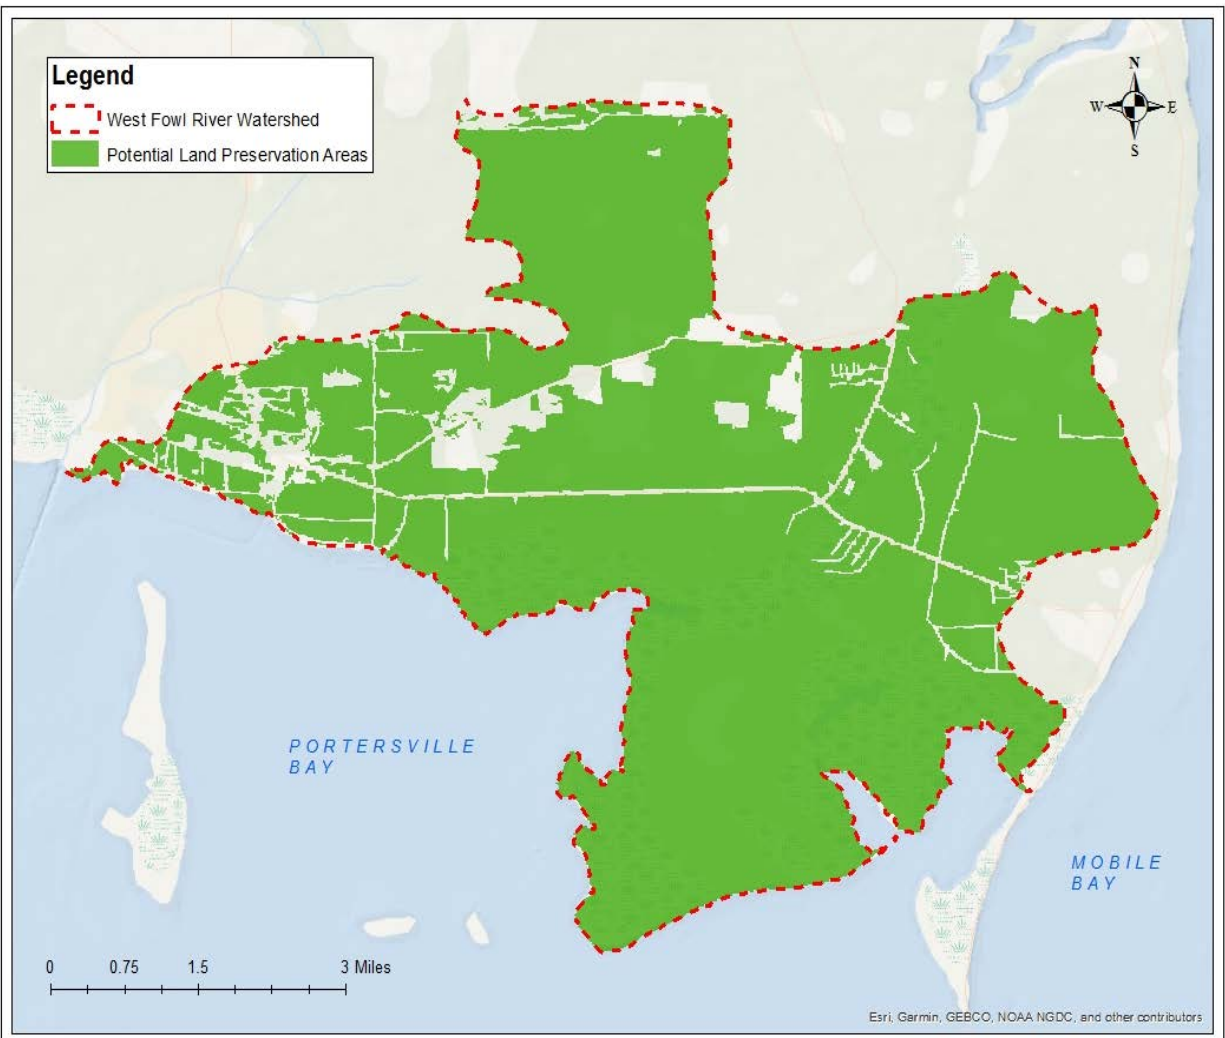 Legend
West Fowl River Watershed
Potential Land Preservation Areas
N
W E
S
PORTERSVILLE
BAY
MOBILE
BAY
0 0.75 1.5 3 Miles
Esri, Garmin, GEBCO, NOAA NGDC, and other contributors